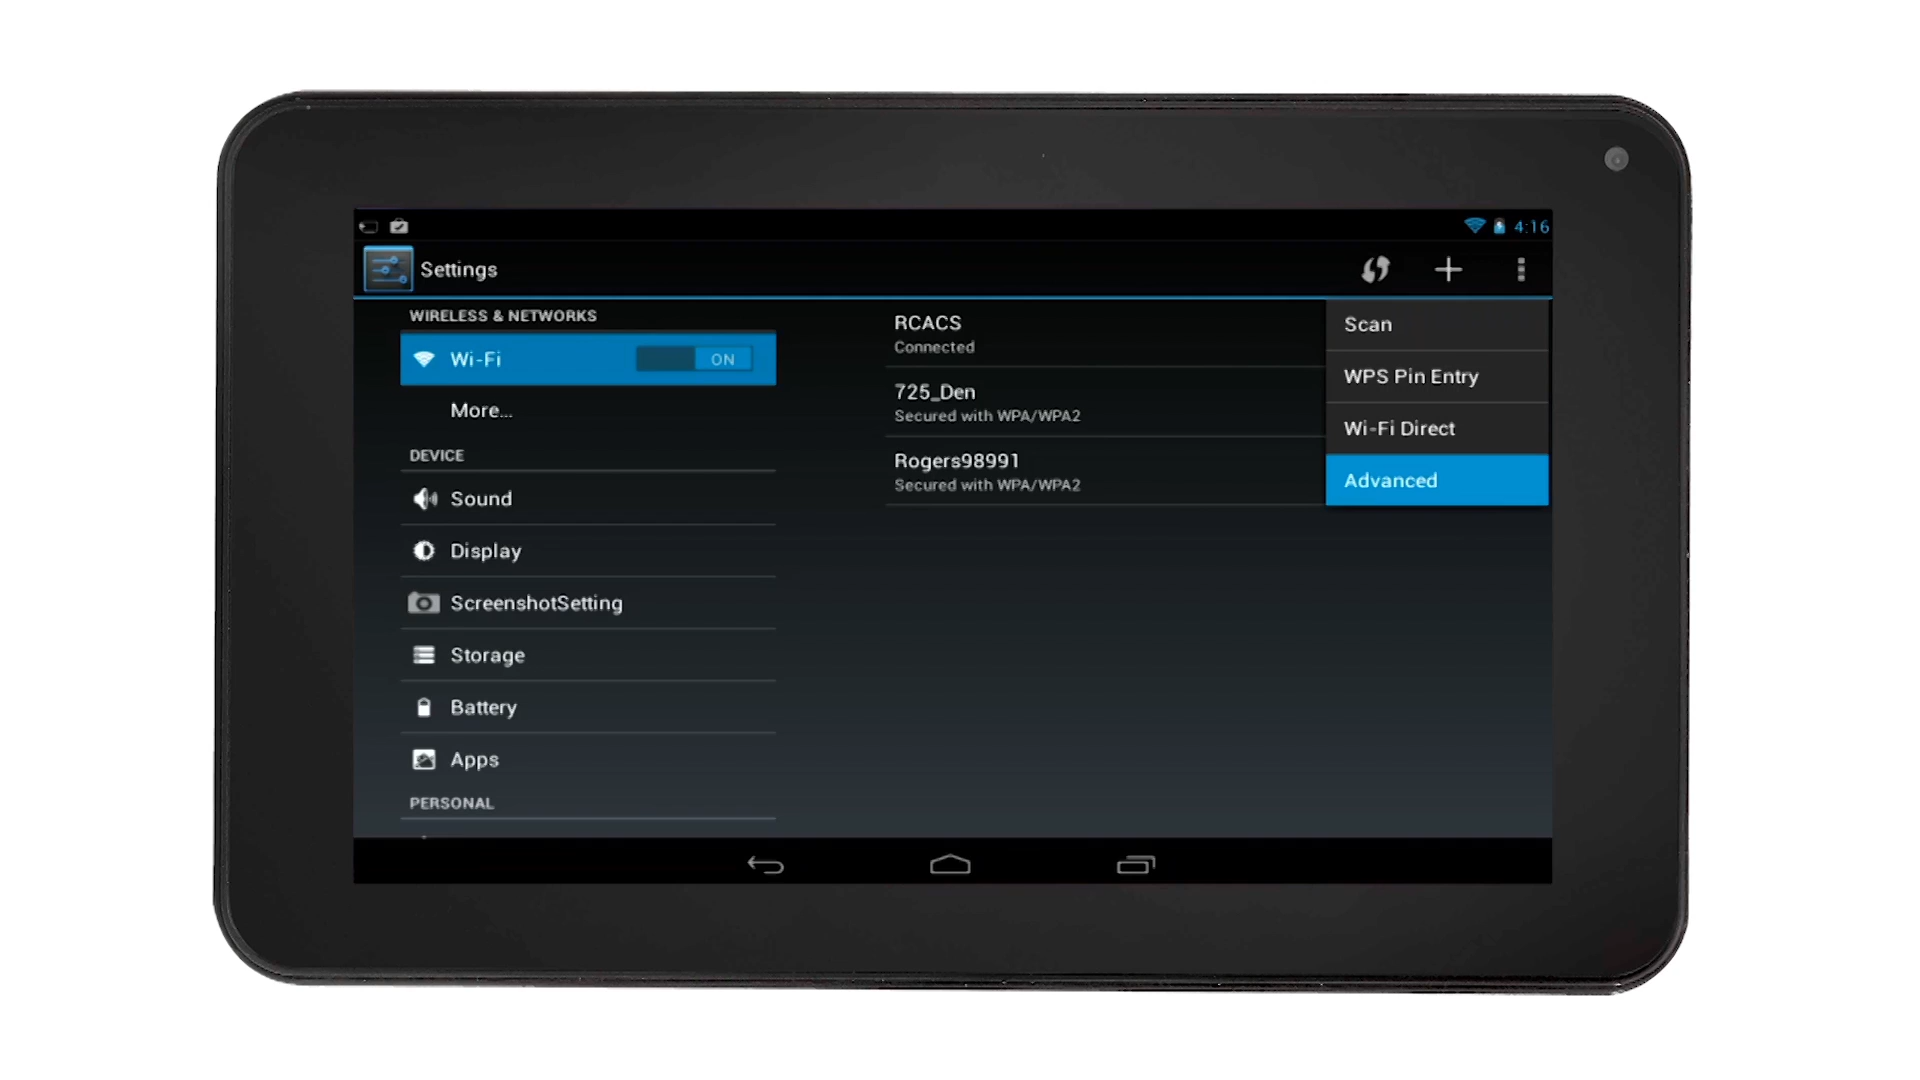 4:16
Settings
WIRELESS & NETWORKS
Wi-Fi
ON
More...
DEVICE
Sound
Display
ScreenshotSetting
Storage
Battery
Apps
PERSONAL
RCACS
Connected
725_Den
Secured with WPA/WPA2
Rogers98991
Secured with WPA/WPA2
Scan
WPS Pin Entry
Wi-Fi Direct
Advanced